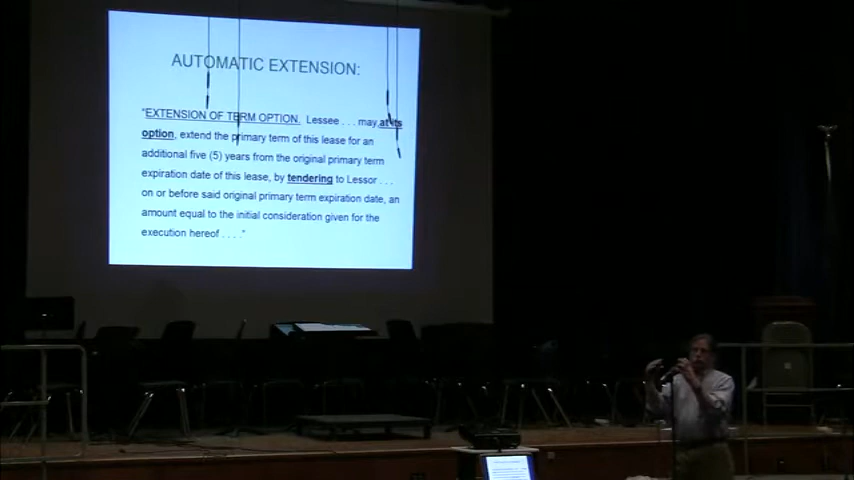 AUTOMATIC EXTENSION:
"EXTENSION OF TERM OPTION. Lessee . . . may at its
option, extend the primary term of this lease for an
additional five (5) years from the original primary term
expiration date of this lease, by tendering to Lessor . . .
on or before said original primary term expiration date, an
amount equal to the initial consideration given for the
execution hereof . . . ."